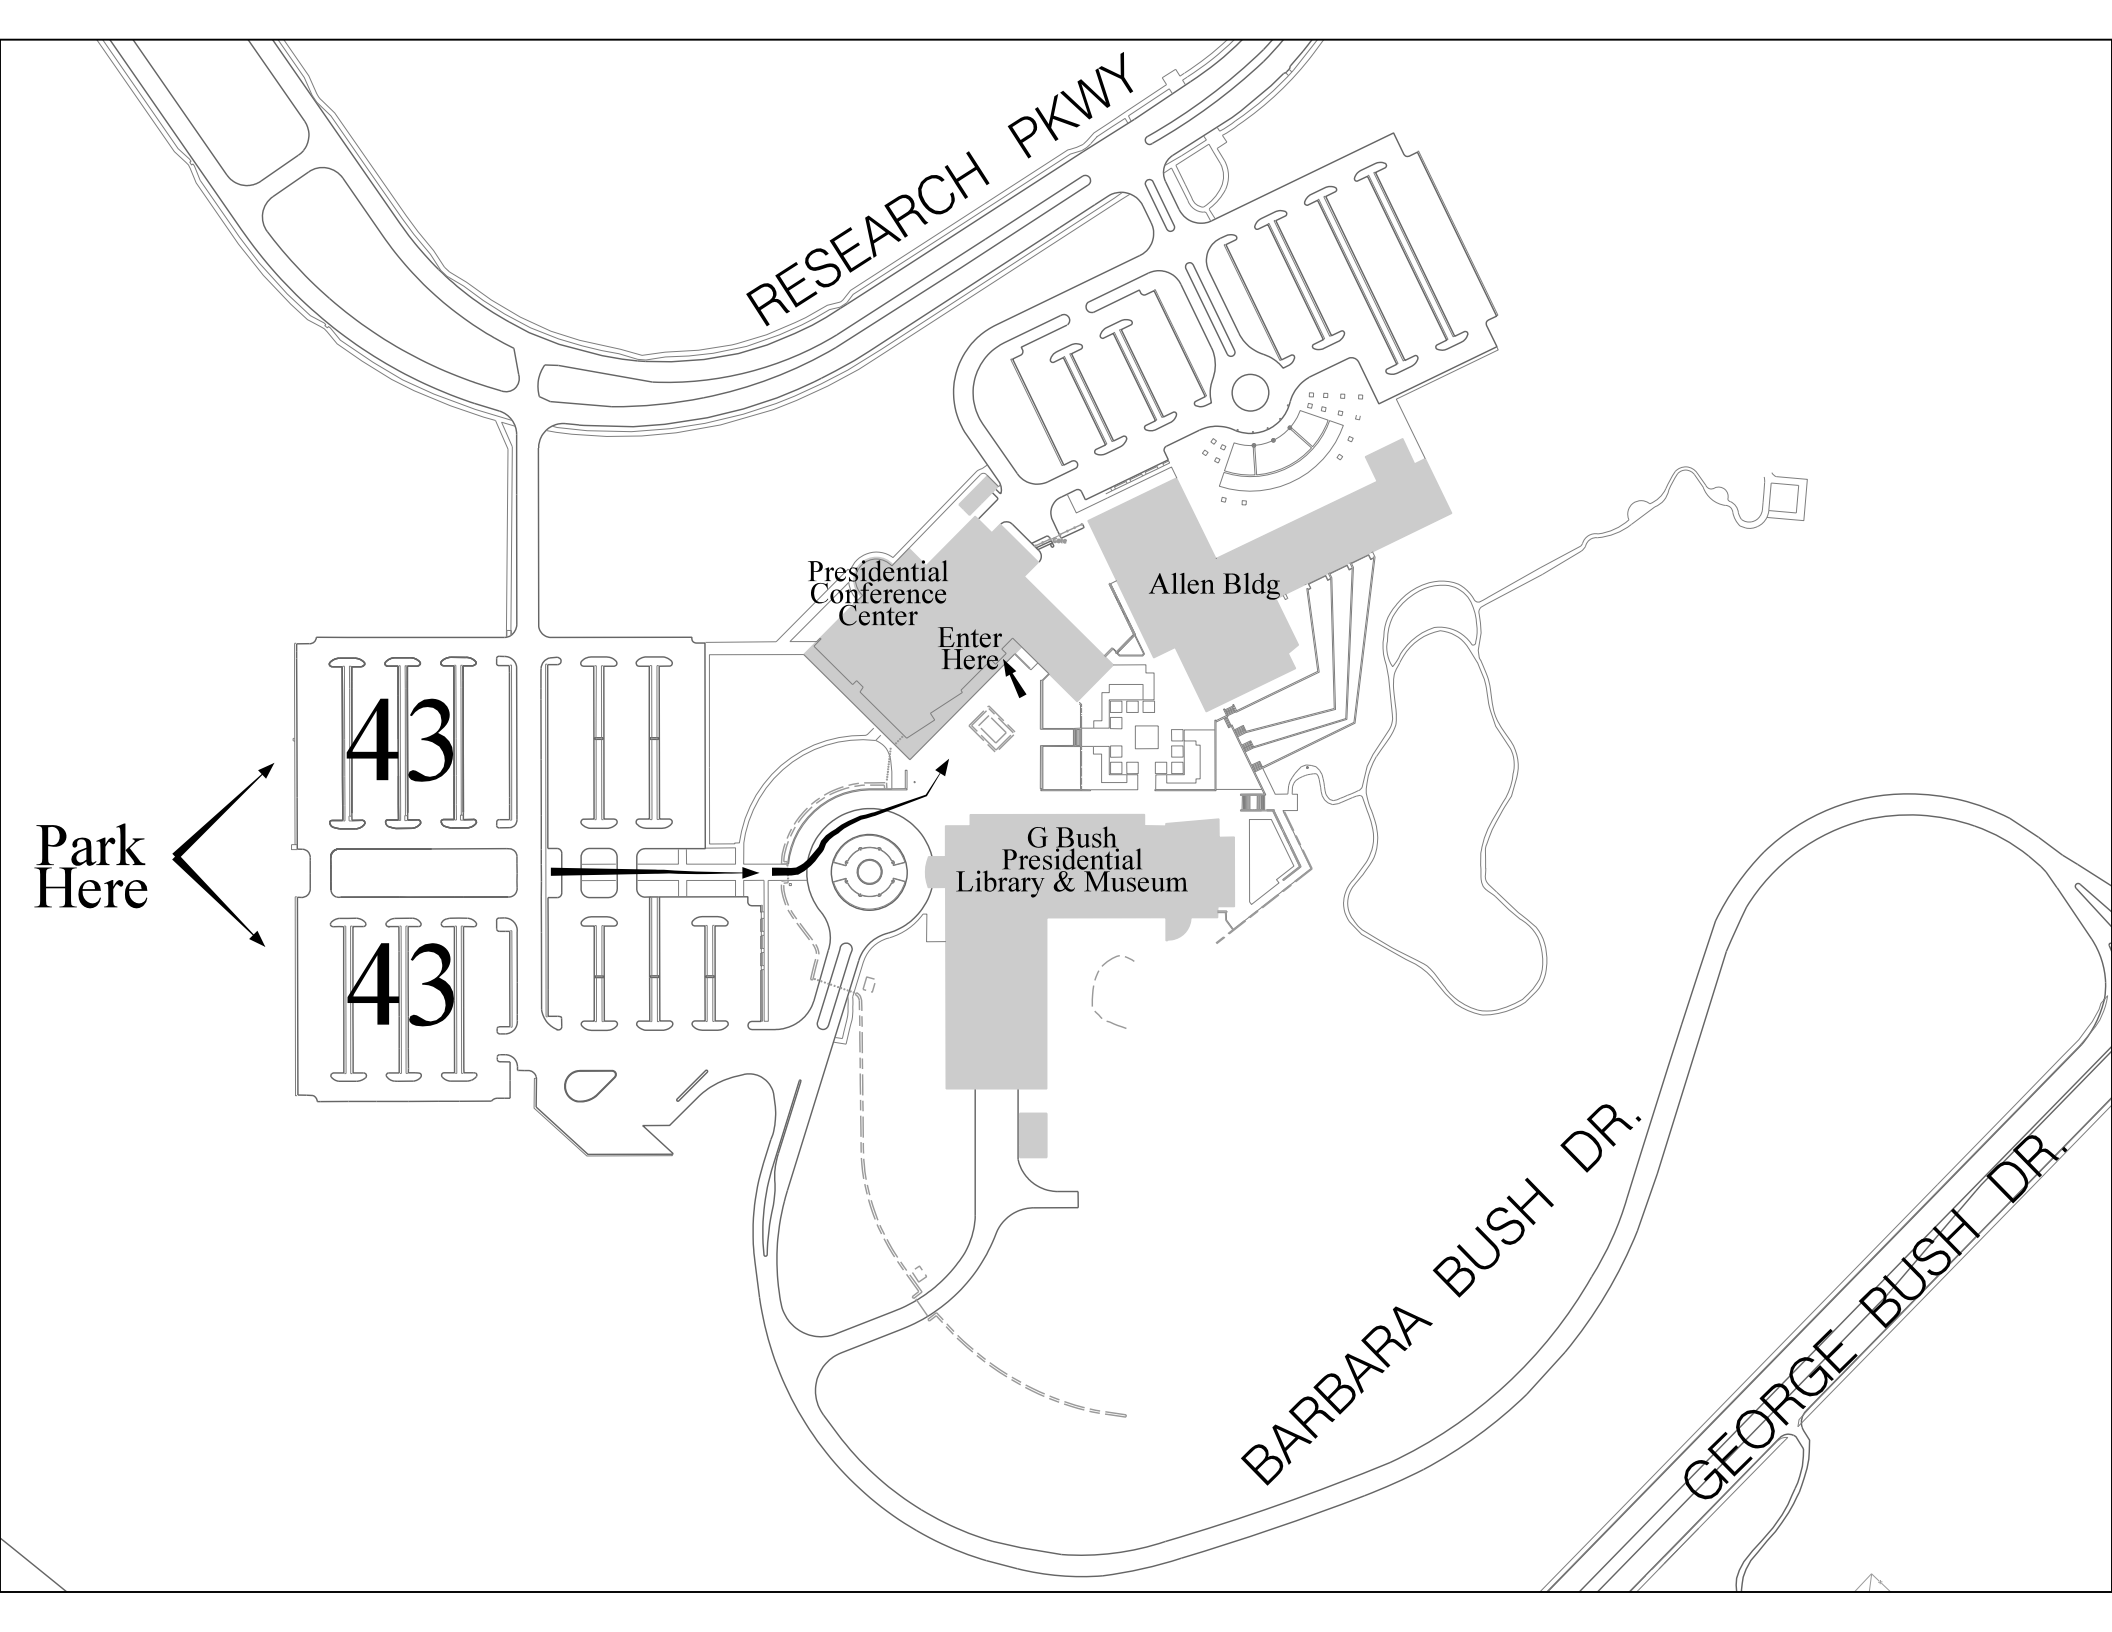 RESEARCH PKWY
Presidential
Conference
Center
Allen Bldg
Enter
Here
43
Park
Here
G Bush
Presidential
Library & Museum
43
BARBARA BUSH DR.
GEORGE BUSH DR.